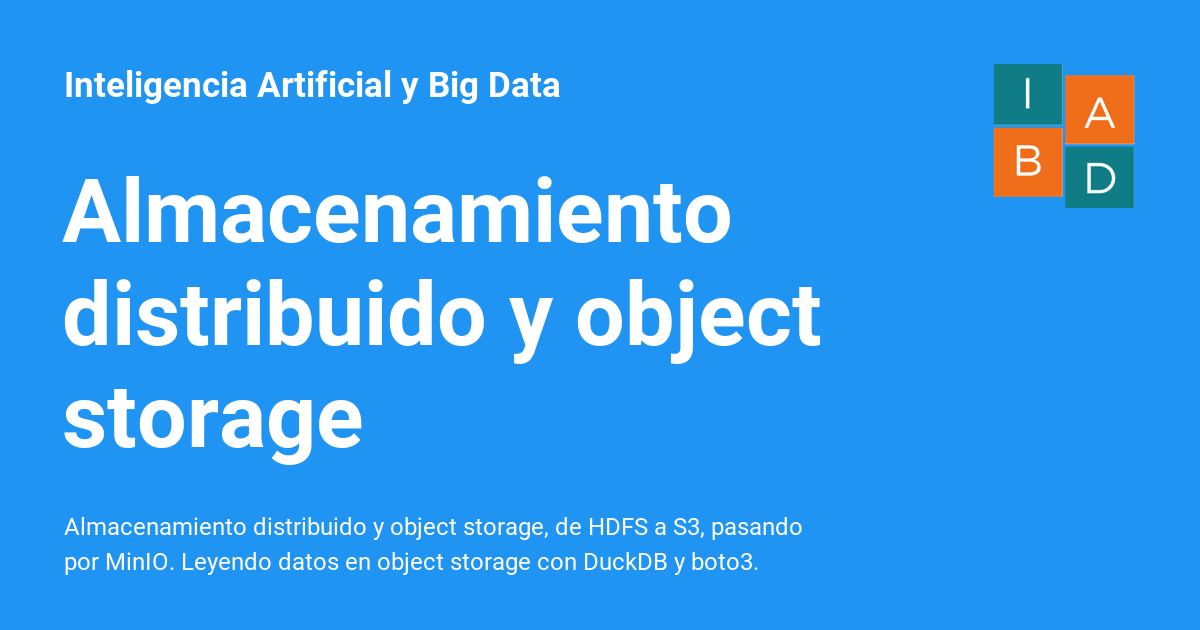 Inteligencia Artificial y Big Data
I
A
B
D
Almacenamiento
distribuido y object
storage
Almacenamiento distribuido y object storage, de HDFS a S3, pasando
por MinIO. Leyendo datos en object storage con DuckDB y boto3.